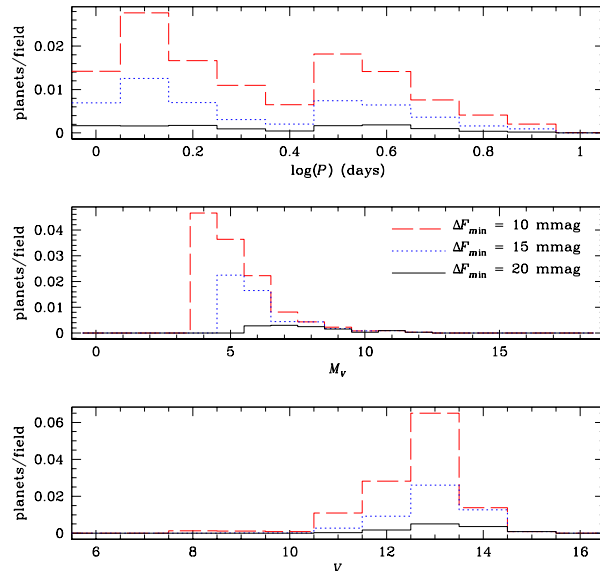 planets/field
0.02
0.01
0
0 0.2 0.4 0.6 0.8 1
log(P) (days)
planets/field
0.04
0.03
0.02
0.01
0
ΔF_min = 10 mmag
ΔF_min = 15 mmag
ΔF_min = 20 mmag
0 5 10 15
M_V
planets/field
0.06
0.04
0.02
0
6 8 10 12 14 16
V